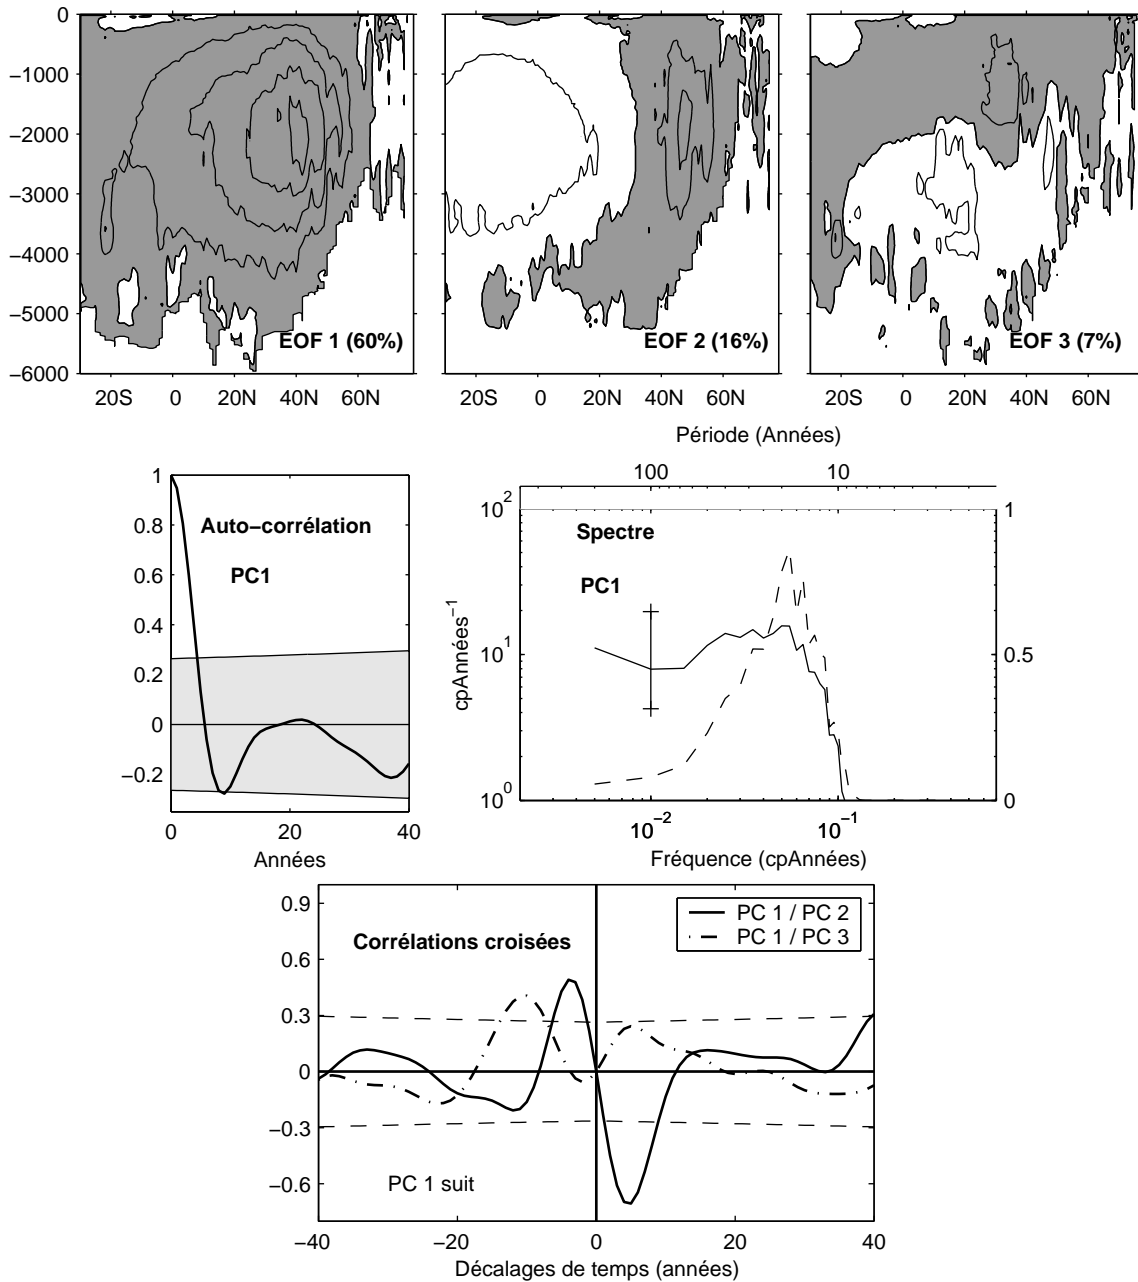 0
−1000
−2000
−3000
−4000
−5000
−6000
EOF 1 (60%)
EOF 2 (16%)
EOF 3 (7%)
20S 0 20N 40N 60N
20S 0 20N 40N 60N
20S 0 20N 40N 60N
Période (Années)
1
0.8
0.6
0.4
0.2
0
−0.2
Auto−corrélation
PC1
0 20 40
Années
100 10
10²
10¹
10⁰
cpAnnées⁻¹
Spectre
PC1
1
0.5
0
10⁻² 10⁻¹
Fréquence (cpAnnées)
0.9
0.6
0.3
0
−0.3
−0.6
Corrélations croisées
PC 1 / PC 2
PC 1 / PC 3
PC 1 suit
−40 −20 0 20 40
Décalages de temps (années)